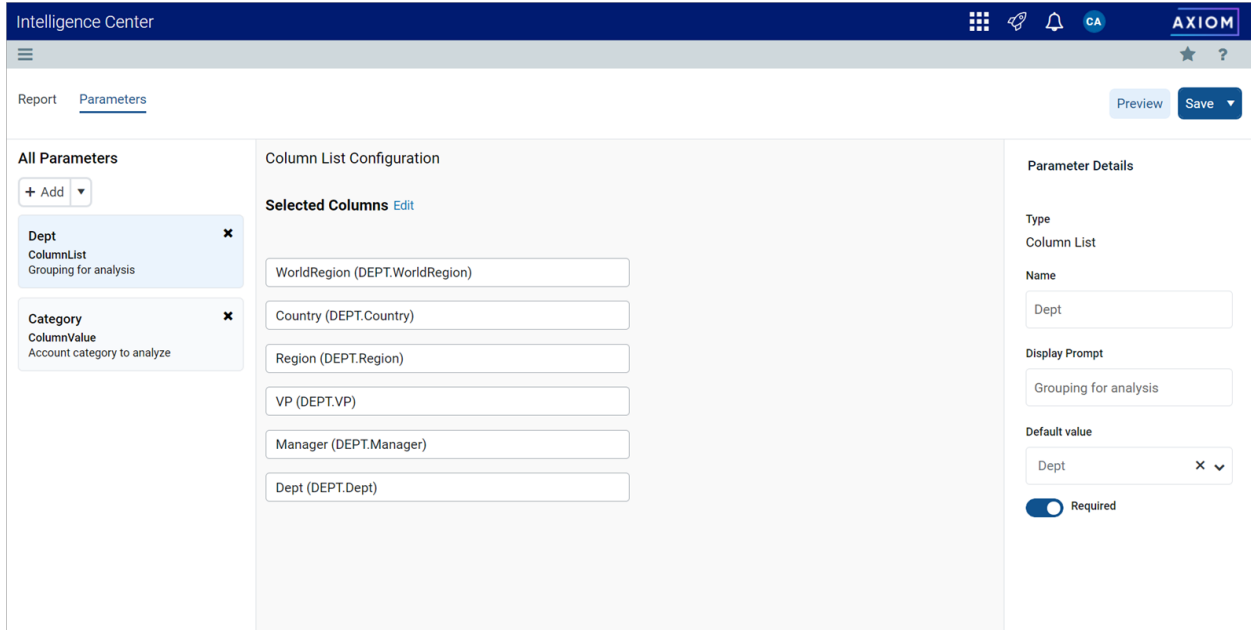 Intelligence Center
CA
AXIOM
?
Report Parameters
Preview
Save
All Parameters
+ Add
Dept
ColumnList
Grouping for analysis
Category
ColumnValue
Account category to analyze
Column List Configuration
Selected Columns Edit
WorldRegion (DEPT.WorldRegion)
Country (DEPT.Country)
Region (DEPT.Region)
VP (DEPT.VP)
Manager (DEPT.Manager)
Dept (DEPT.Dept)
Parameter Details
Type
Column List
Name
Dept
Display Prompt
Grouping for analysis
Default value
Dept
Required